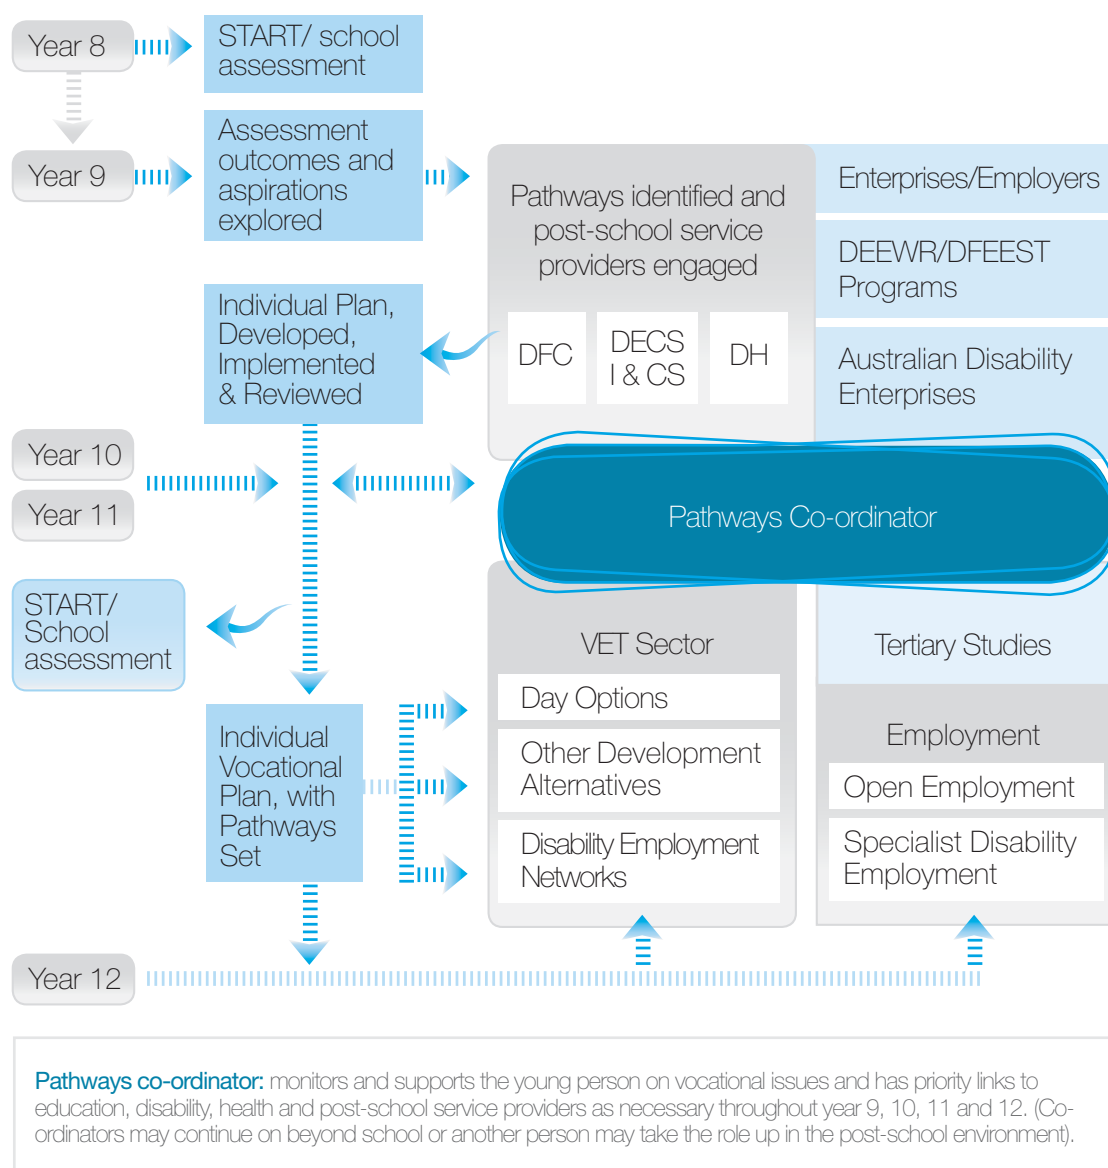 Year 8
START/ school
assessment
Year 9
Assessment
outcomes and
aspirations
explored
Pathways identified and
post-school service
providers engaged
DFC
DECS
I & CS
DH
Enterprises/Employers
DEEWR/DFEEST
Programs
Australian Disability
Enterprises
Individual Plan,
Developed,
Implemented
& Reviewed
Year 10
Year 11
Pathways Co-ordinator
START/
School
assessment
VET Sector
Day Options
Other Development
Alternatives
Disability Employment
Networks
Tertiary Studies
Employment
Open Employment
Specialist Disability
Employment
Individual
Vocational
Plan, with
Pathways
Set
Year 12
Pathways co-ordinator: monitors and supports the young person on vocational issues and has priority links to
education, disability, health and post-school service providers as necessary throughout year 9, 10, 11 and 12. (Co-
ordinators may continue on beyond school or another person may take the role up in the post-school environment).